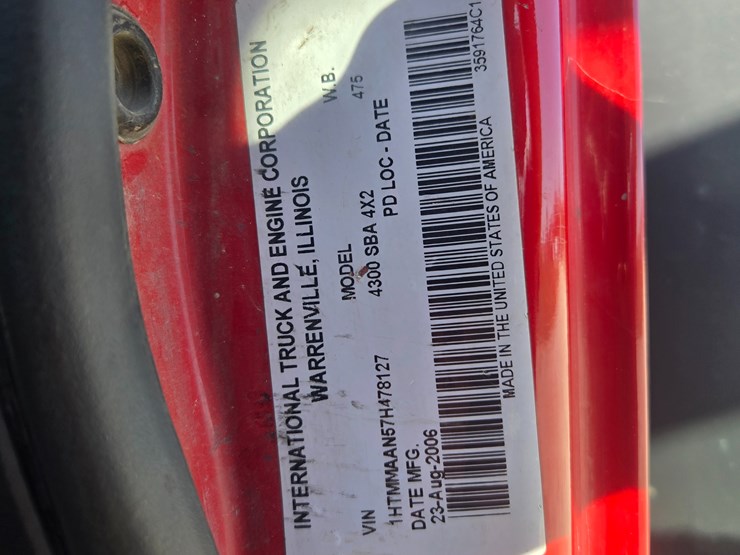 INTERNATIONAL TRUCK AND ENGINE CORPORATION
WARRENVILLE, ILLINOIS
VIN MODEL W.B.
1HTMMAAN57H478127 4300 SBA 4X2 475
DATE MFG. PD LOC - DATE
23-Aug-2006
MADE IN THE UNITED STATES OF AMERICA 3591764C1